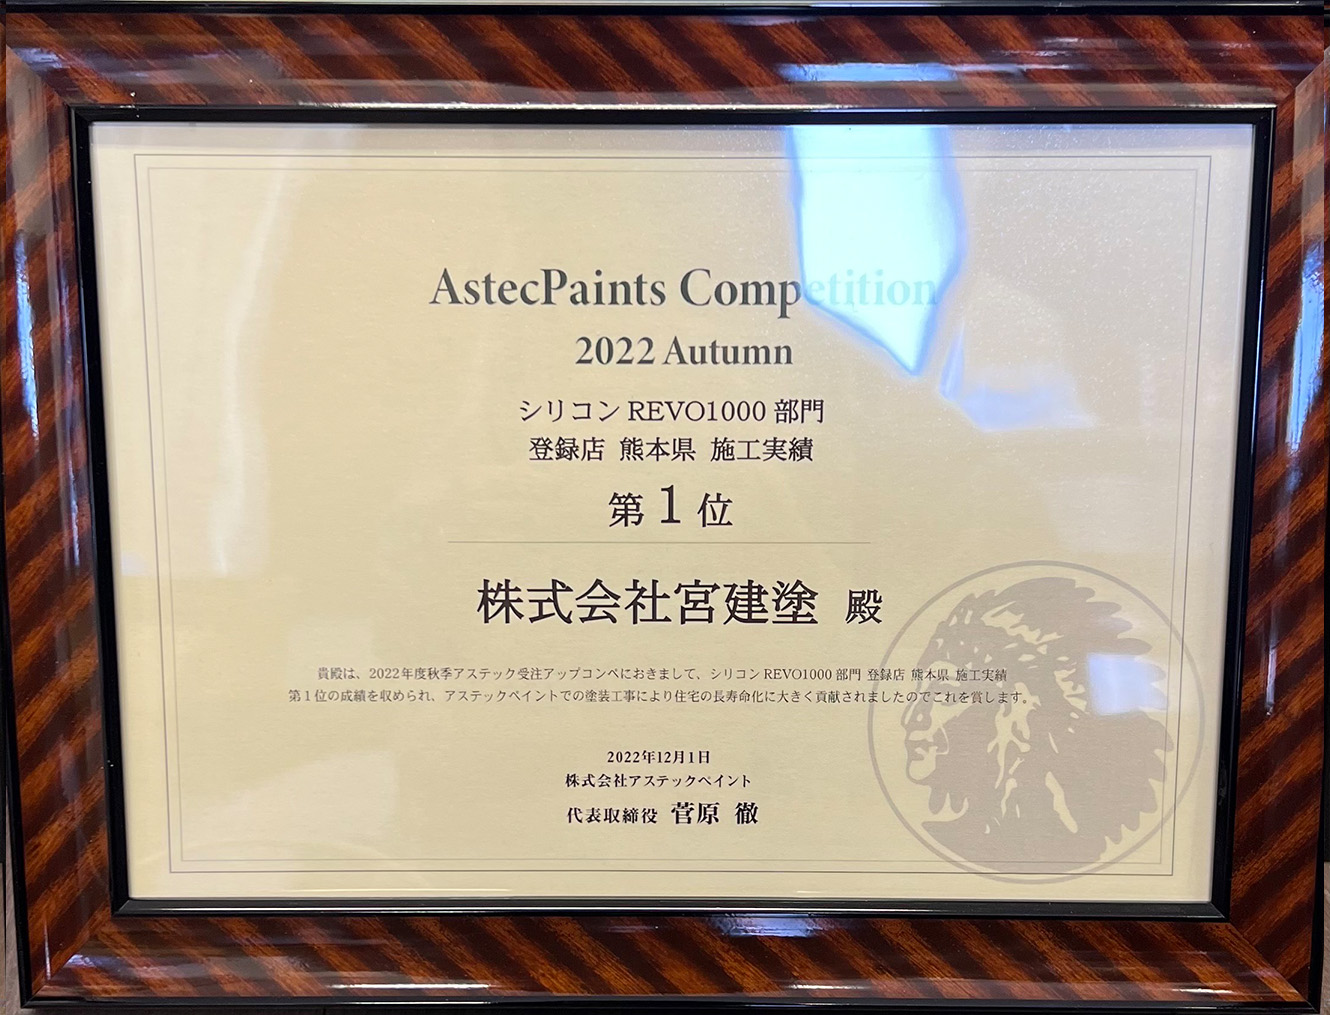 AstecPaints Competition
2022 Autumn
シリコン REVO1000 部門
登録店 熊本県 施工実績
第 1 位
株式会社宮建塗 殿
貴殿は、2022年度秋季アステック受注アップコンペにおきまして、シリコン REVO1000 部門 登録店 熊本県 施工実績
第1位の成績を収められ、アステックペイントでの塗装工事により住宅の長寿命化に大きく貢献されましたのでこれを賞します。
2022年12月1日
株式会社アステックペイント
代表取締役 菅原 徹